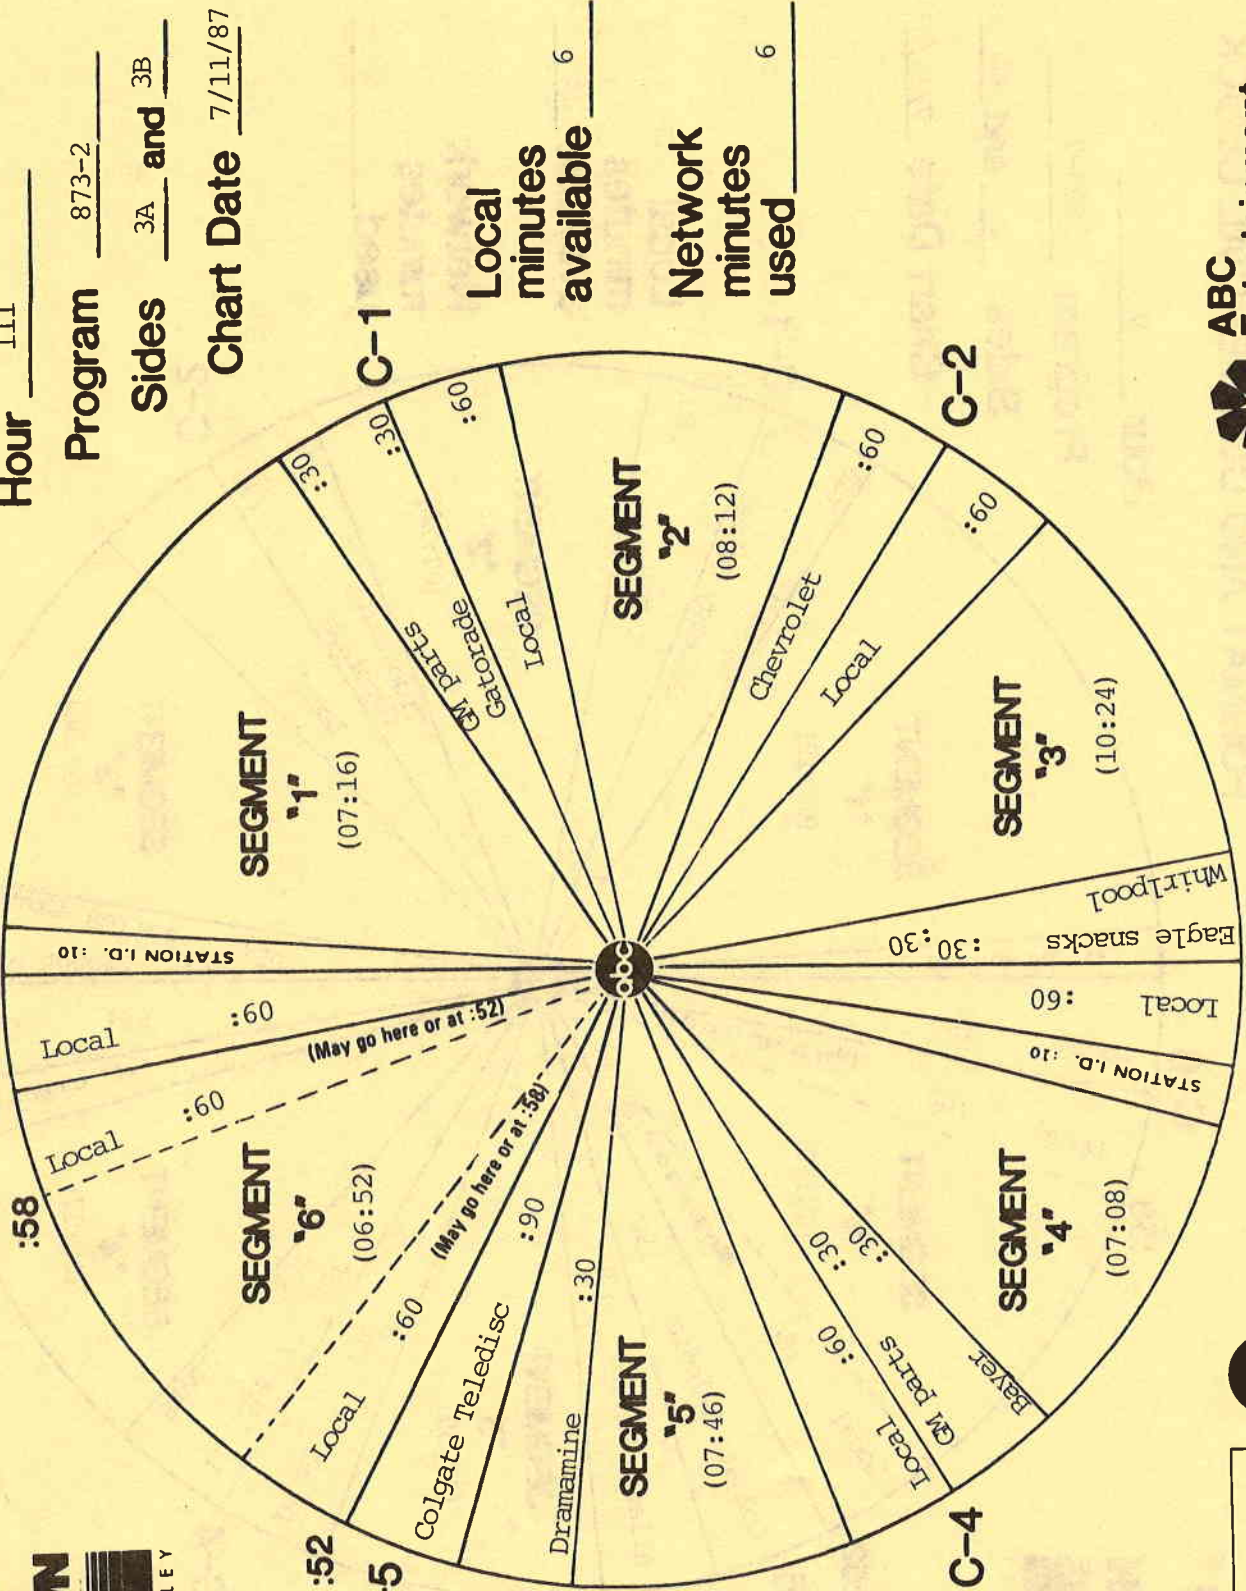 Hour III
Program 873-2
Sides 3A and 3B
Chart Date 7/11/87
Local
minutes
available 6
Network
minutes
used 6
STATION I.D. :10
SEGMENT
"1"
(07:16)
C-1
GM parts :30
Gatorade :30
Local :60
SEGMENT
"2"
(08:12)
C-2
Chevrolet :60
Local :60
SEGMENT
"3"
(10:24)
Whirlpool :30
Eagle snacks :30
Local :60
STATION I.D. :10
SEGMENT
"4"
(07:08)
C-4
Bayer :30
GM parts :30
Local :60
SEGMENT
"5"
(07:46)
Dramamine :30
Colgate Teledisc :90
-5
:52
Local :60
(May go here or at :58)
SEGMENT
"6"
(06:52)
:58
Local :60
(May go here or at :52)
Local :60
abc
ABC